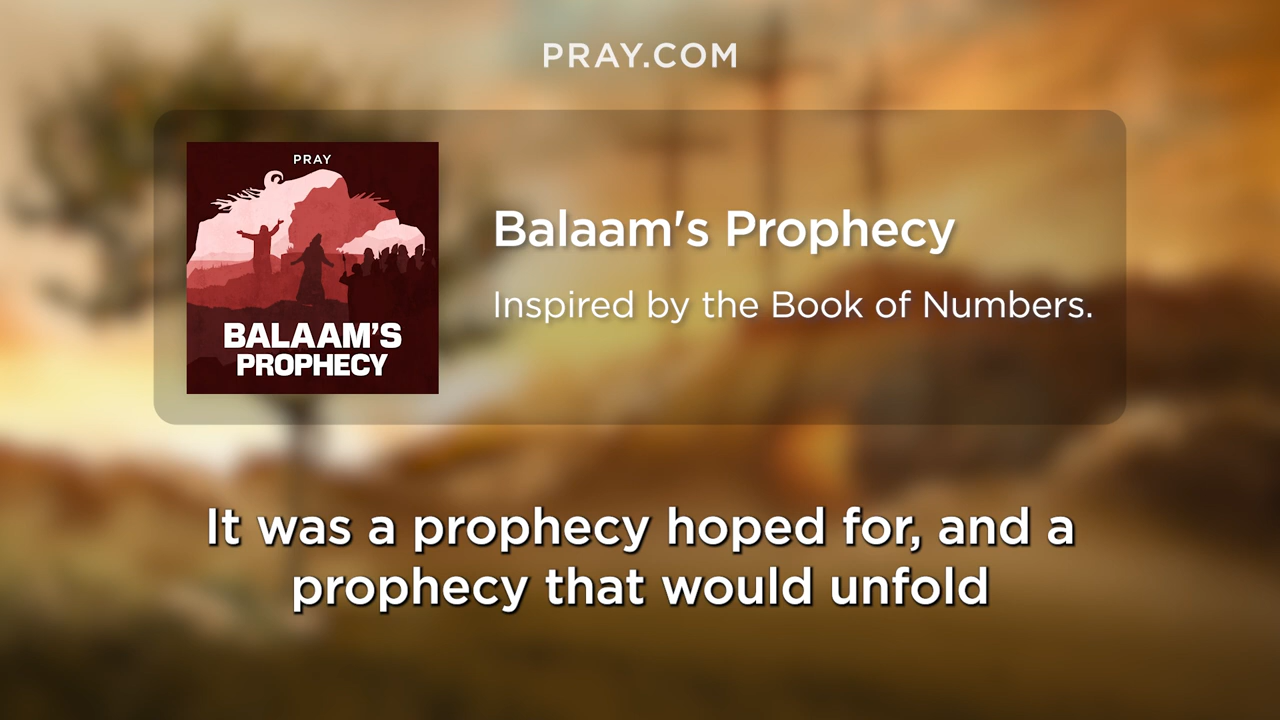 PRAY.COM
PRAY
BALAAM'S
PROPHECY
Balaam's Prophecy
Inspired by the Book of Numbers.
It was a prophecy hoped for, and a
prophecy that would unfold